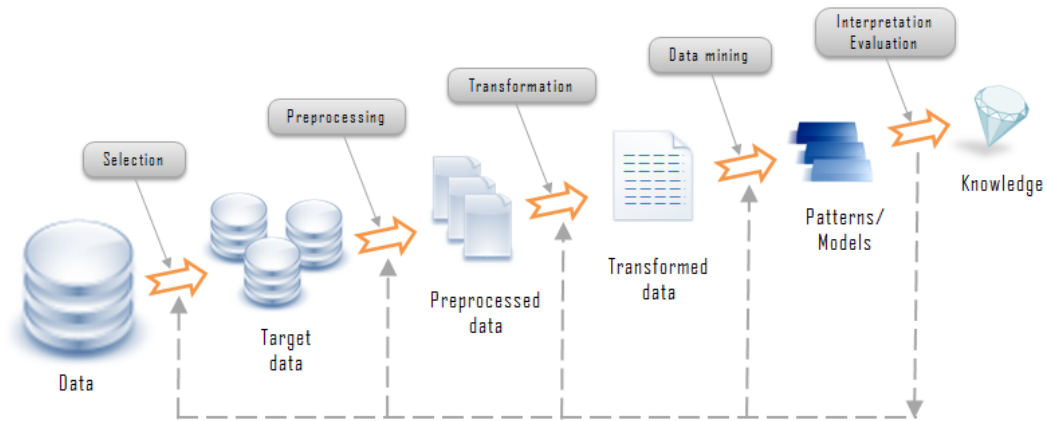 Interpretation
Evaluation
Data mining
Transformation
Preprocessing
Selection
Knowledge
Patterns/
Models
Transformed
data
Preprocessed
data
Target
data
Data